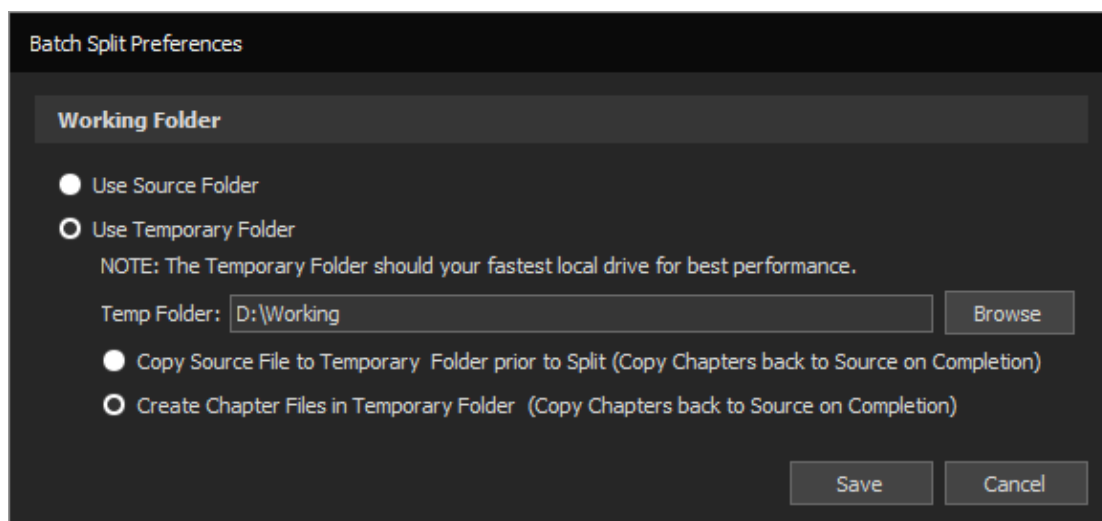 Batch Split Preferences
Working Folder
Use Source Folder
Use Temporary Folder
NOTE: The Temporary Folder should your fastest local drive for best performance.
Temp Folder: D:\Working Browse
Copy Source File to Temporary  Folder prior to Split (Copy Chapters back to Source on Completion)
Create Chapter Files in Temporary Folder  (Copy Chapters back to Source on Completion)
Save Cancel